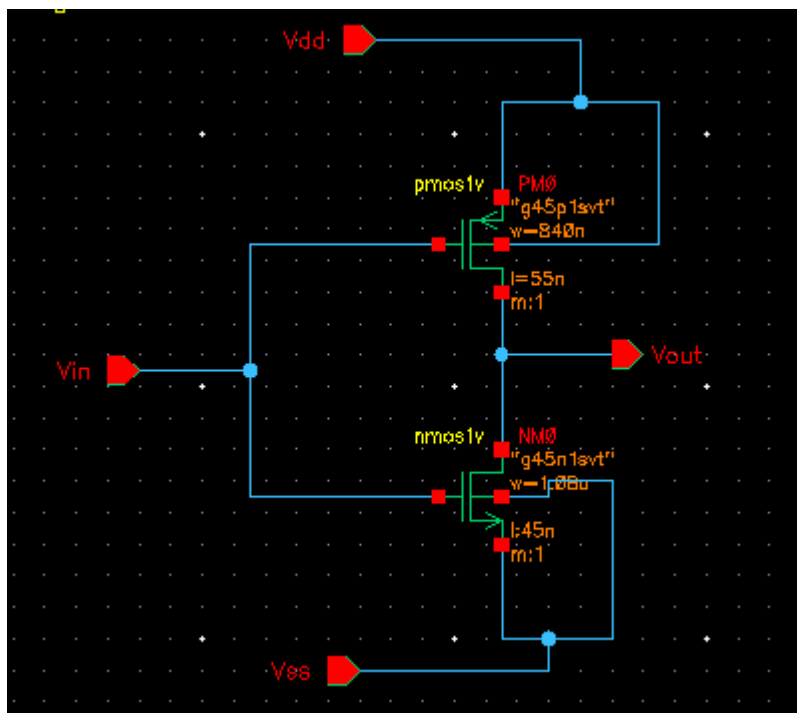 Vdd
pmos1v
PM0
"g45p1svt"
w=840n
l=55n
m:1
Vin
Vout
nmos1v
NM0
"g45n1svt"
w=1.08u
l:45n
m:1
Vss